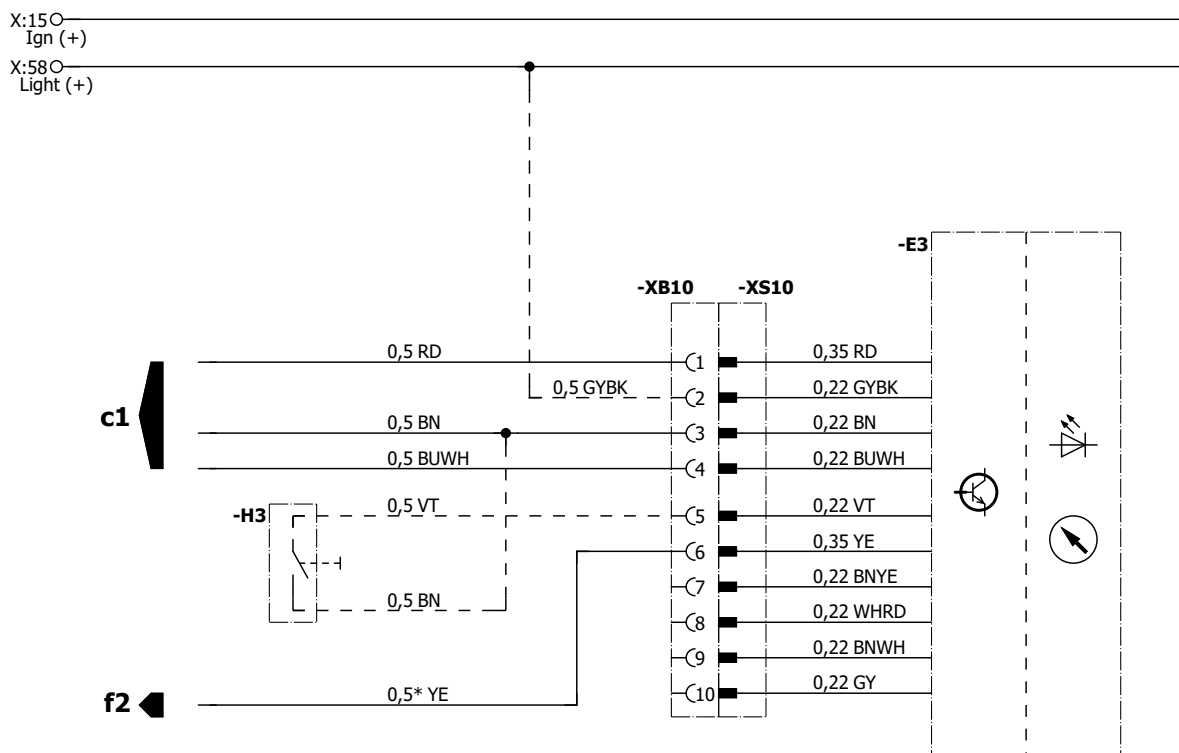 X:15
Ign (+)
X:58
Light (+)
-E3
-XB10 -XS10
0,5 RD 1 0,35 RD
0,5 GYBK 2 0,22 GYBK
c1
0,5 BN 3 0,22 BN
0,5 BUWH 4 0,22 BUWH
-H3
0,5 VT 5 0,22 VT
6 0,35 YE
0,5 BN 7 0,22 BNYE
8 0,22 WHRD
9 0,22 BNWH
f2
0,5* YE 10 0,22 GY